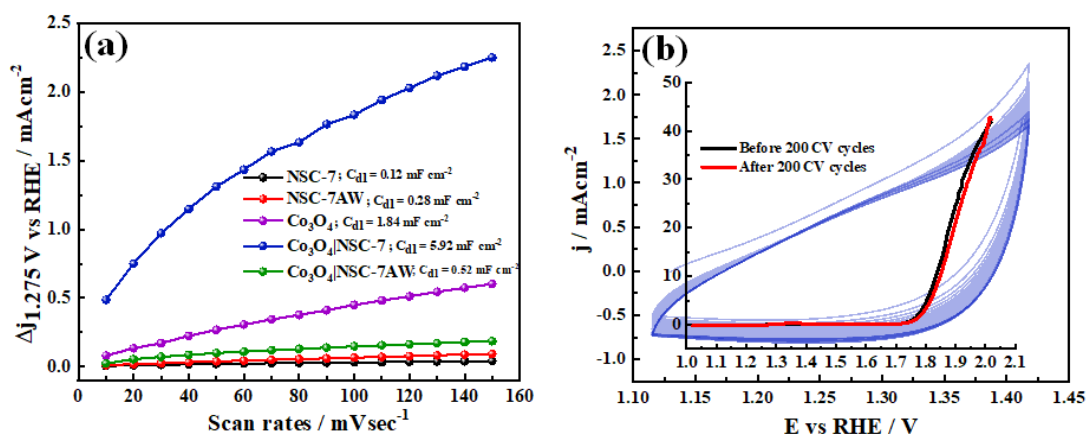 (a)
Δj1.275 V vs RHE / mAcm-2
2.5
2.0
1.5
1.0
0.5
0.0
NSC-7; Cdl = 0.12 mF cm-2
NSC-7AW; Cdl = 0.28 mF cm-2
Co3O4; Cdl = 1.84 mF cm-2
Co3O4|NSC-7; Cdl = 5.92 mF cm-2
Co3O4|NSC-7AW; Cdl = 0.52 mF cm-2
0 20 40 60 80 100 120 140 160
Scan rates / mVsec-1
(b)
j / mAcm-2
2.5
2.0
1.5
1.0
0.5
0.0
-0.5
-1.0
50
40
30
20
10
0
Before 200 CV cycles
After 200 CV cycles
1.0 1.1 1.2 1.3 1.4 1.5 1.6 1.7 1.8 1.9 2.0 2.1
1.10 1.15 1.20 1.25 1.30 1.35 1.40 1.45
E vs RHE / V